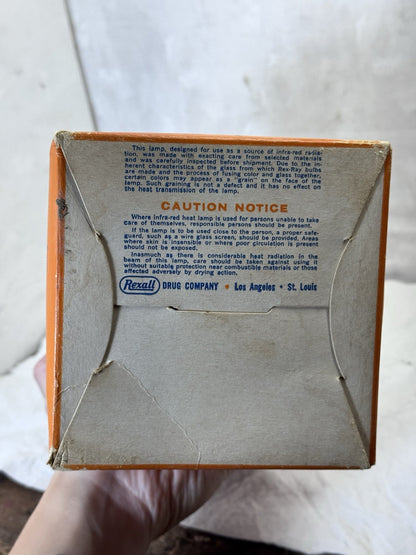 This lamp, designed for use as a source of infra-red radia-
tion, was made with exacting care from selected materials
and was carefully inspected before shipment. Due to the in-
herent characteristics of the glass from which Rex-Ray bulbs
are made and the process of fusing color and glass together,
certain colors may appear as a "grain" on the face of the
lamp. Such graining is not a defect and it has no effect on
the heat transmission of the lamp.
CAUTION NOTICE
Where Infra-red heat lamp is used for persons unable to take
care of themselves, responsible persons should be present.
If the lamp is to be used close to the person, a proper safe-
guard, such as a wire glass screen, should be provided. Areas
where skin is insensible or where poor circulation is present
should not be exposed.
Inasmuch as there is considerable heat radiation in the
beam of this lamp, care should be taken against using it
without suitable protection near combustible materials or those
affected adversely by drying action.
Rexall DRUG COMPANY • Los Angeles • St. Louis